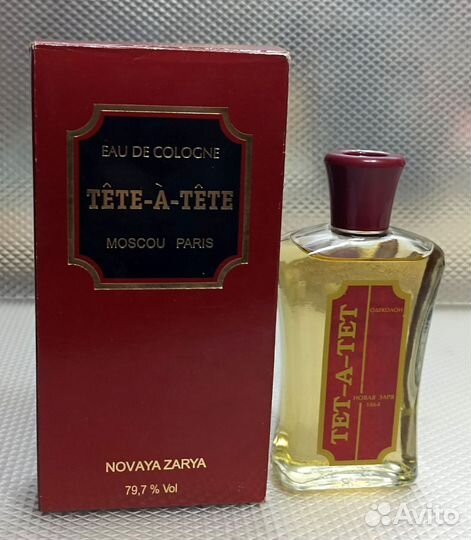 EAU DE COLOGNE
TÊTE-À-TÊTE
MOSCOU PARIS
NOVAYA ZARYA
79,7 % Vol
ОДЕКОЛОН
ТЕТ-А-ТЕТ
НОВАЯ ЗАРЯ
1864
Avito